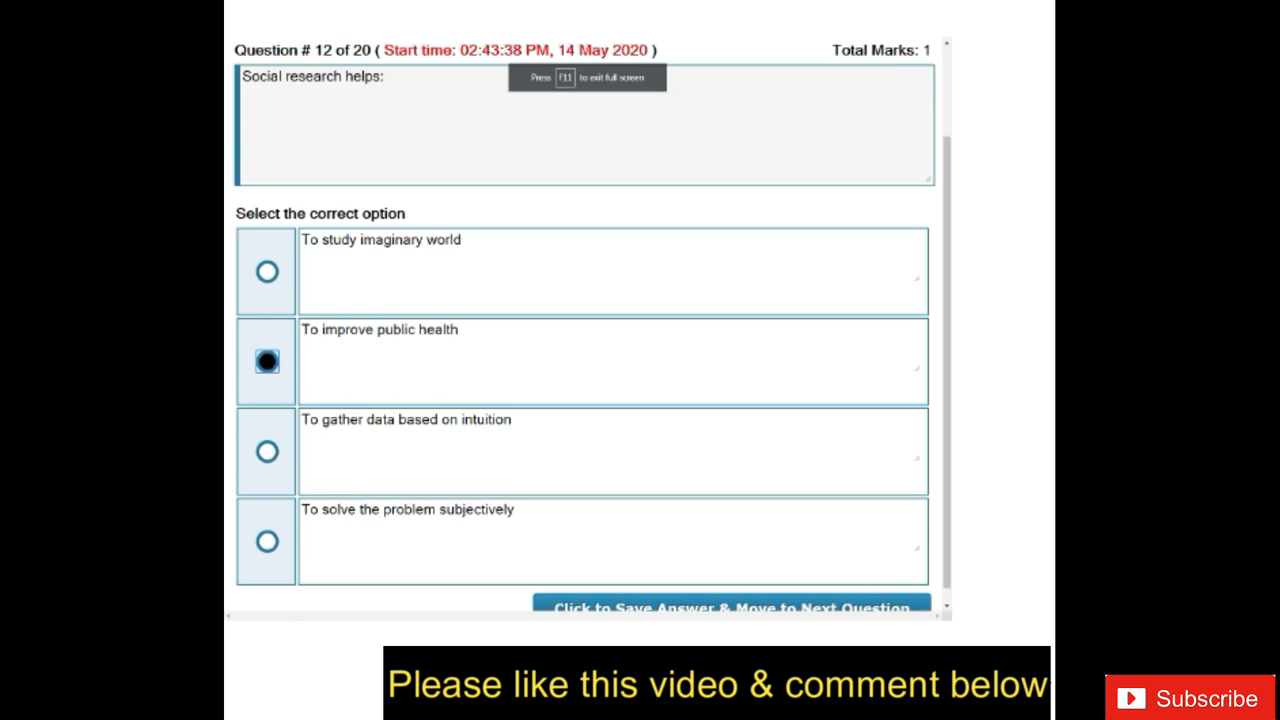 Question # 12 of 20 ( Start time: 02:43:38 PM, 14 May 2020 ) Total Marks: 1
Social research helps:
Press F11 to exit full screen
Select the correct option
To study imaginary world
To improve public health
To gather data based on intuition
To solve the problem subjectively
Click to Save Answer & Move to Next Question
Please like this video & comment below
Subscribe